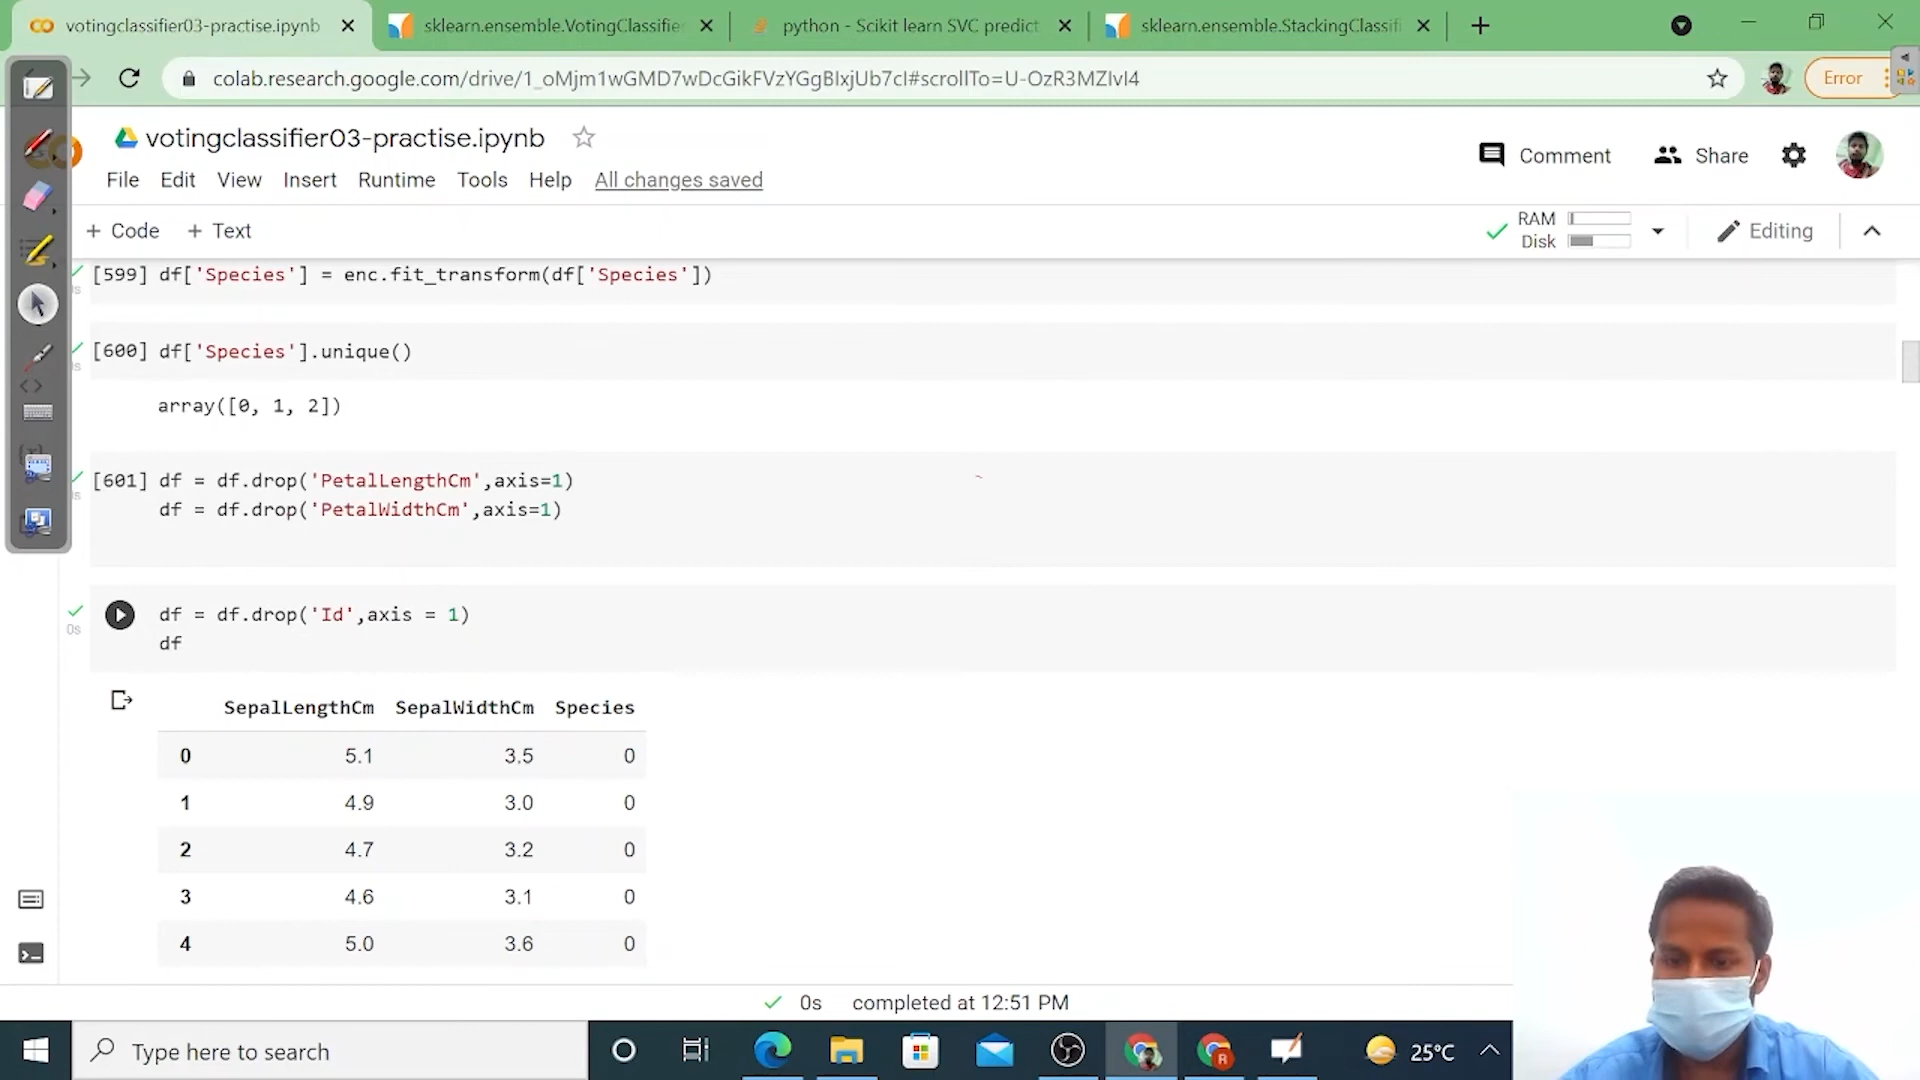 votingclassifier03-practise.ipynb
sklearn.ensemble.VotingClassifier
python - Scikit learn SVC predict
sklearn.ensemble.StackingClassifi
colab.research.google.com/drive/1_oMjm1wGMD7wDcGikFVzYGgBIxjUb7cI#scrollTo=U-OzR3MZIvI4
Error
votingclassifier03-practise.ipynb
Comment
Share
File Edit View Insert Runtime Tools Help All changes saved
+ Code + Text
RAM
Disk
Editing
[599] df['Species'] = enc.fit_transform(df['Species'])
[600] df['Species'].unique()
array([0, 1, 2])
[601] df = df.drop('PetalLengthCm',axis=1)
df = df.drop('PetalWidthCm',axis=1)
df = df.drop('Id',axis = 1)
0s
df
SepalLengthCm SepalWidthCm Species
0 5.1 3.5 0
1 4.9 3.0 0
2 4.7 3.2 0
3 4.6 3.1 0
4 5.0 3.6 0
0s completed at 12:51 PM
Type here to search
R
25°C